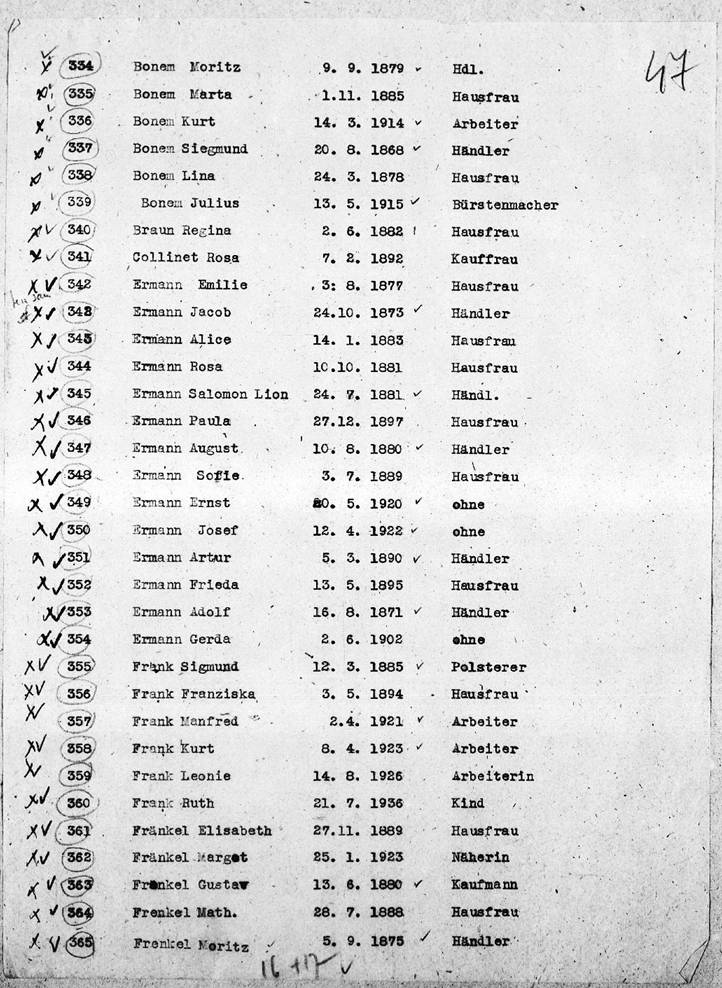 47
334 Bonem Moritz 9. 9. 1879 Hdl.
335 Bonem Marta 1.11. 1885 Hausfrau
336 Bonem Kurt 14. 3. 1914 Arbeiter
337 Bonem Siegmund 20. 8. 1868 Händler
338 Bonem Lina 24. 3. 1878 Hausfrau
339 Bonem Julius 13. 5. 1915 Bürstenmacher
340 Braun Regina 2. 6. 1882 Hausfrau
341 Collinet Rosa 7. 2. 1892 Kauffrau
342 Ermann Emilie 3: 8. 1877 Hausfrau
343 Ermann Jacob 24.10. 1873 Händler
345 Ermann Alice 14. 1. 1883 Hausfrau
344 Ermann Rosa 10.10. 1881 Hausfrau
345 Ermann Salomon Lion 24. 7. 1881 Händl.
346 Ermann Paula 27.12. 1897 Hausfrau
347 Ermann August 10. 8. 1880 Händler
348 Ermann Sofie 3. 7. 1889 Hausfrau
349 Ermann Ernst 5. 1920 ohne
350 Ermann Josef 12. 4. 1922 ohne
351 Ermann Artur 5. 3. 1890 Händler
352 Ermann Frieda 13. 5. 1895 Hausfrau
353 Ermann Adolf 16. 8. 1871 Händler
354 Ermann Gerda 2. 6. 1902 ohne
355 Frank Sigmund 12. 3. 1885 Polsterer
356 Frank Franziska 3. 5. 1894 Hausfrau
357 Frank Manfred 2.4. 1921 Arbeiter
358 Frank Kurt 8. 4. 1923 Arbeiter
359 Frank Leonie 14. 8. 1926 Arbeiterin
360 Frank Ruth 21. 7. 1936 Kind
361 Fränkel Elisabeth 27.11. 1889 Hausfrau
362 Fränkel Margot 25. 1. 1923 Näherin
363 Frenkel Gustav 13. 6. 1880 Kaufmann
364 Frenkel Math. 28. 7. 1888 Hausfrau
365 Frenkel Moritz 5. 9. 1875 Händler
16 + 17